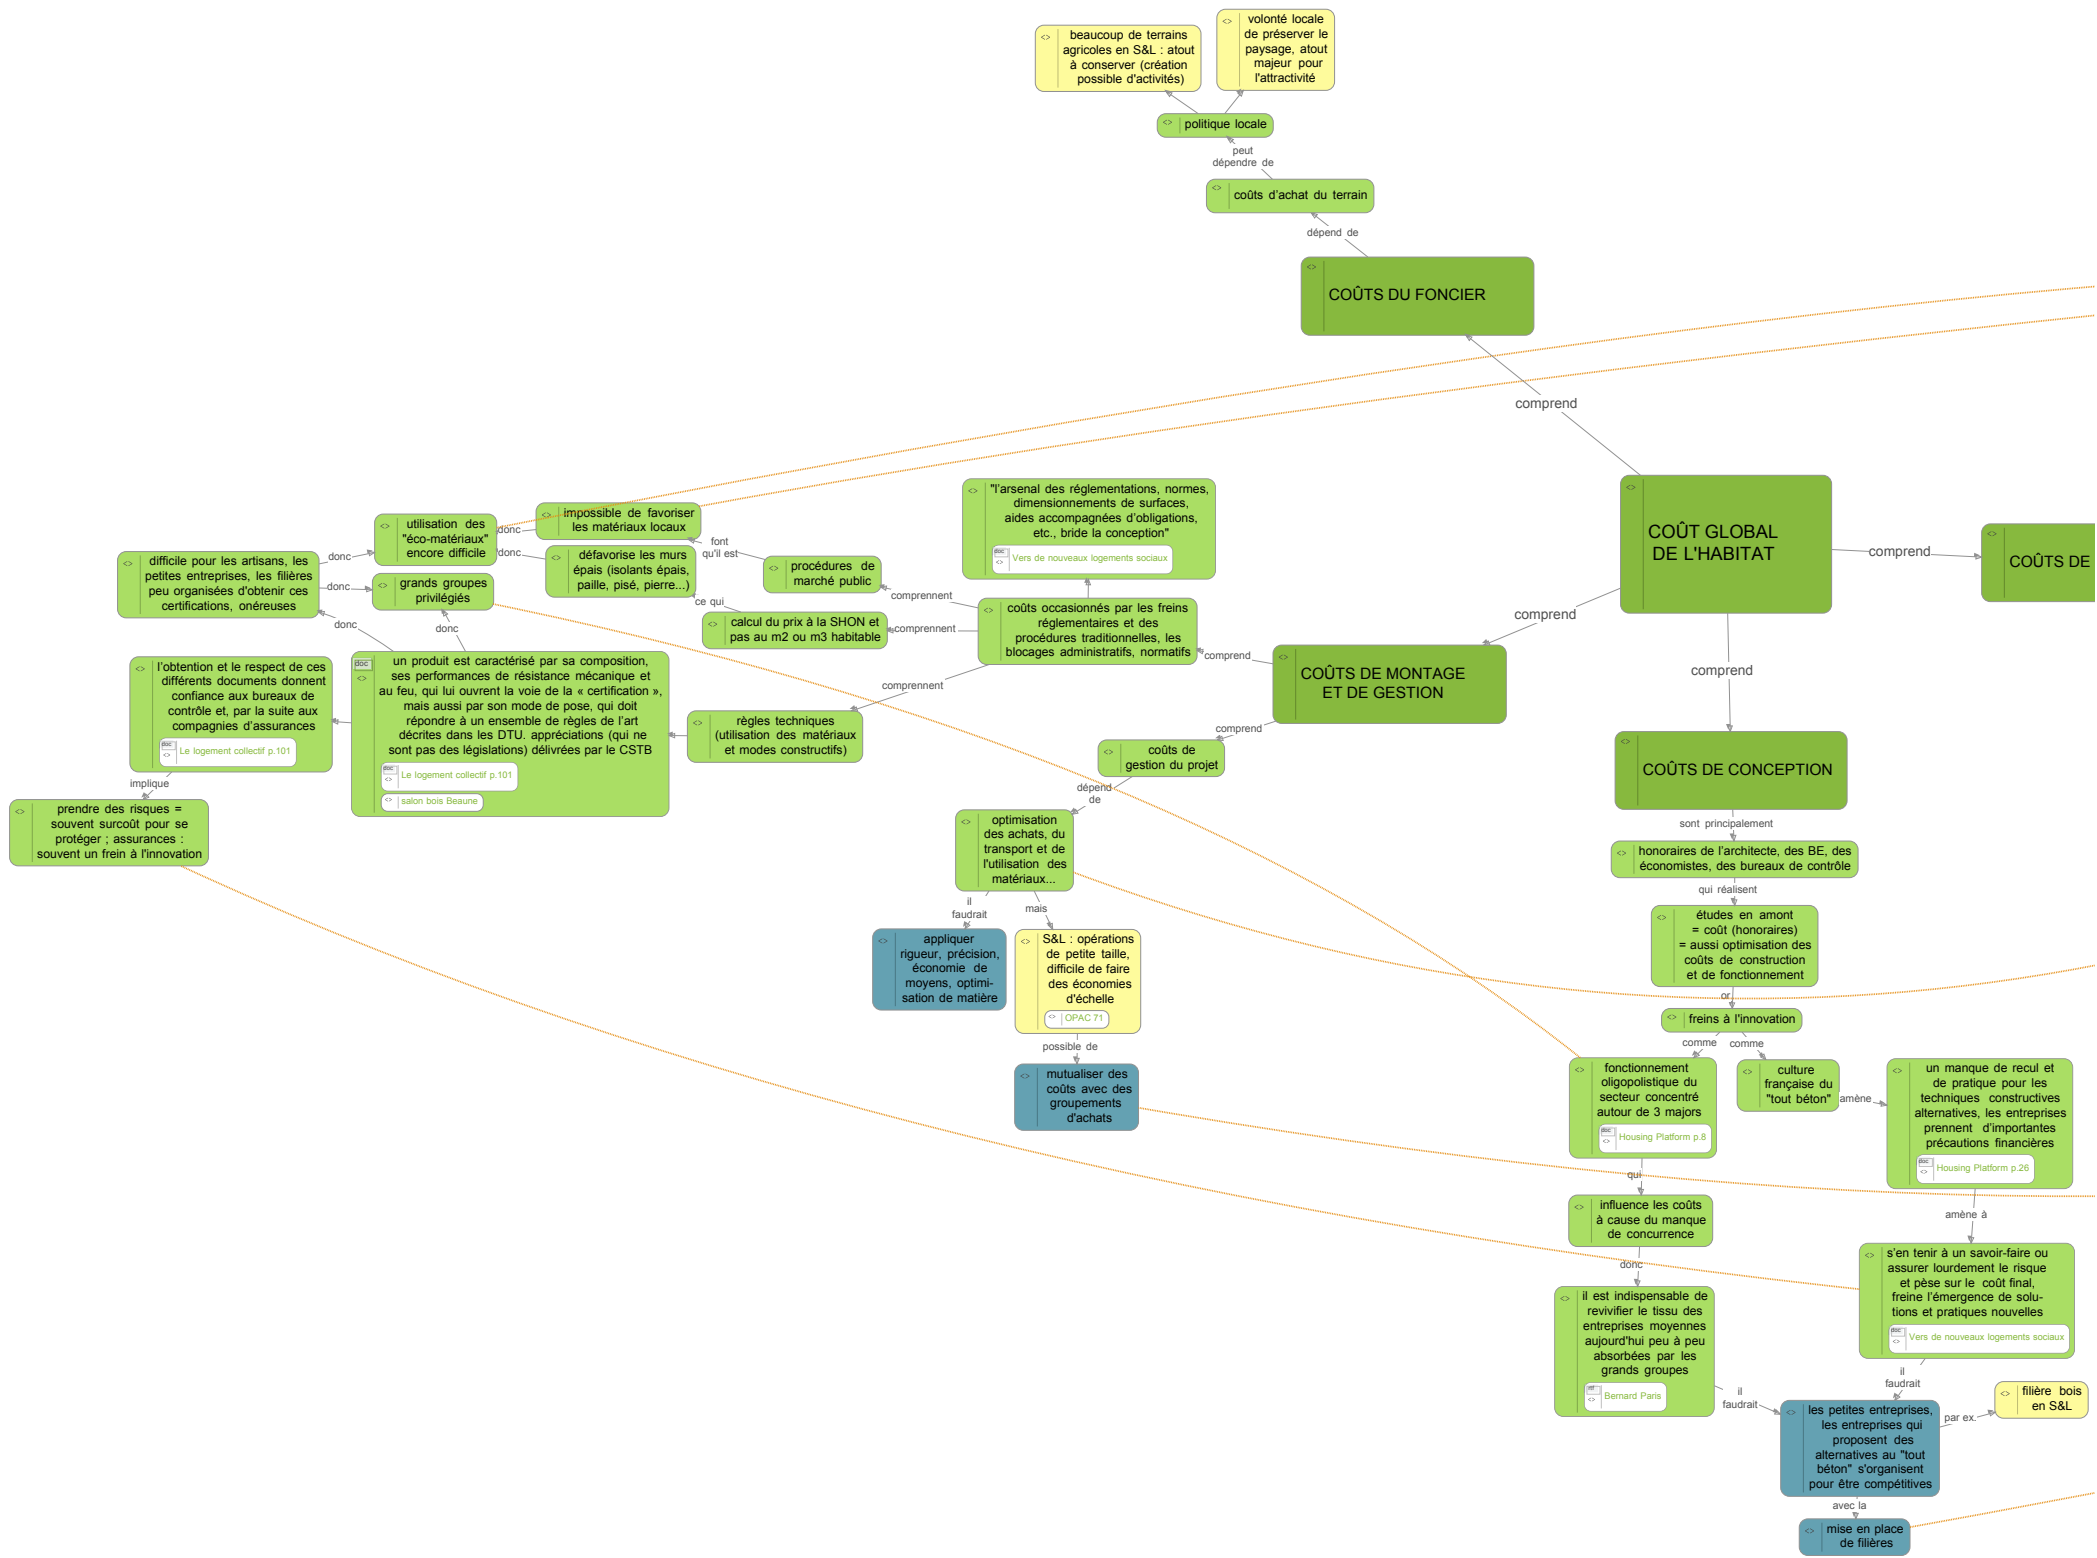 beaucoup de terrains
agricoles en S&L : atout
à conserver (création
possible d'activités)
volonté locale
de préserver le
paysage, atout
majeur pour
l'attractivité
politique locale
peut
dépendre de
coûts d'achat du terrain
dépend de
COÛTS DU FONCIER
comprend
COÛT GLOBAL
DE L'HABITAT
comprend
COÛTS DE
comprend
COÛTS DE MONTAGE
ET DE GESTION
comprend
coûts occasionnés par les freins
réglementaires et des
procédures traditionnelles, les
blocages administratifs, normatifs
"l'arsenal des réglementations, normes,
dimensionnements de surfaces,
aides accompagnées d'obligations,
etc., bride la conception"
doc
Vers de nouveaux logements sociaux
comprennent
procédures de
marché public
font
qu'il est
impossible de favoriser
les matériaux locaux
donc
utilisation des
"éco-matériaux"
encore difficile
comprennent
calcul du prix à la SHON et
pas au m2 ou m3 habitable
ce qui
défavorise les murs
épais (isolants épais,
paille, pisé, pierre...)
donc
comprennent
règles techniques
(utilisation des matériaux
et modes constructifs)
doc
un produit est caractérisé par sa composition,
ses performances de résistance mécanique et
au feu, qui lui ouvrent la voie de la « certification »,
mais aussi par son mode de pose, qui doit
répondre à un ensemble de règles de l'art
décrites dans les DTU. appréciations (qui ne
sont pas des législations) délivrées par le CSTB
doc
Le logement collectif p.101
salon bois Beaune
donc
difficile pour les artisans, les
petites entreprises, les filières
peu organisées d'obtenir ces
certifications, onéreuses
donc
donc
donc
grands groupes
privilégiés
l'obtention et le respect de ces
différents documents donnent
confiance aux bureaux de
contrôle et, par la suite aux
compagnies d'assurances
doc
Le logement collectif p.101
implique
prendre des risques =
souvent surcoût pour se
protéger ; assurances :
souvent un frein à l'innovation
comprend
coûts de
gestion du projet
dépend
de
optimisation
des achats, du
transport et de
l'utilisation des
matériaux...
il
faudrait
appliquer
rigueur, précision,
économie de
moyens, optimi-
sation de matière
mais
S&L : opérations
de petite taille,
difficile de faire
des économies
d'échelle
OPAC 71
possible de
mutualiser des
coûts avec des
groupements
d'achats
comprend
COÛTS DE CONCEPTION
sont principalement
honoraires de l'architecte, des BE, des
économistes, des bureaux de contrôle
qui réalisent
études en amont
= coût (honoraires)
= aussi optimisation des
coûts de construction
et de fonctionnement
or
freins à l'innovation
comme
fonctionnement
oligopolistique du
secteur concentré
autour de 3 majors
doc
Housing Platform p.8
qui
influence les coûts
à cause du manque
de concurrence
donc
il est indispensable de
revivifier le tissu des
entreprises moyennes
aujourd'hui peu à peu
absorbées par les
grands groupes
Bernard Paris
il
faudrait
comme
culture
française du
"tout béton"
amène
un manque de recul et
de pratique pour les
techniques constructives
alternatives, les entreprises
prennent d'importantes
précautions financières
doc
Housing Platform p.26
amène à
s'en tenir à un savoir-faire ou
assurer lourdement le risque
et pèse sur le coût final,
freine l'émergence de solu-
tions et pratiques nouvelles
doc
Vers de nouveaux logements sociaux
il
faudrait
les petites entreprises,
les entreprises qui
proposent des
alternatives au "tout
béton" s'organisent
pour être compétitives
par ex.
filière bois
en S&L
avec la
mise en place
de filières